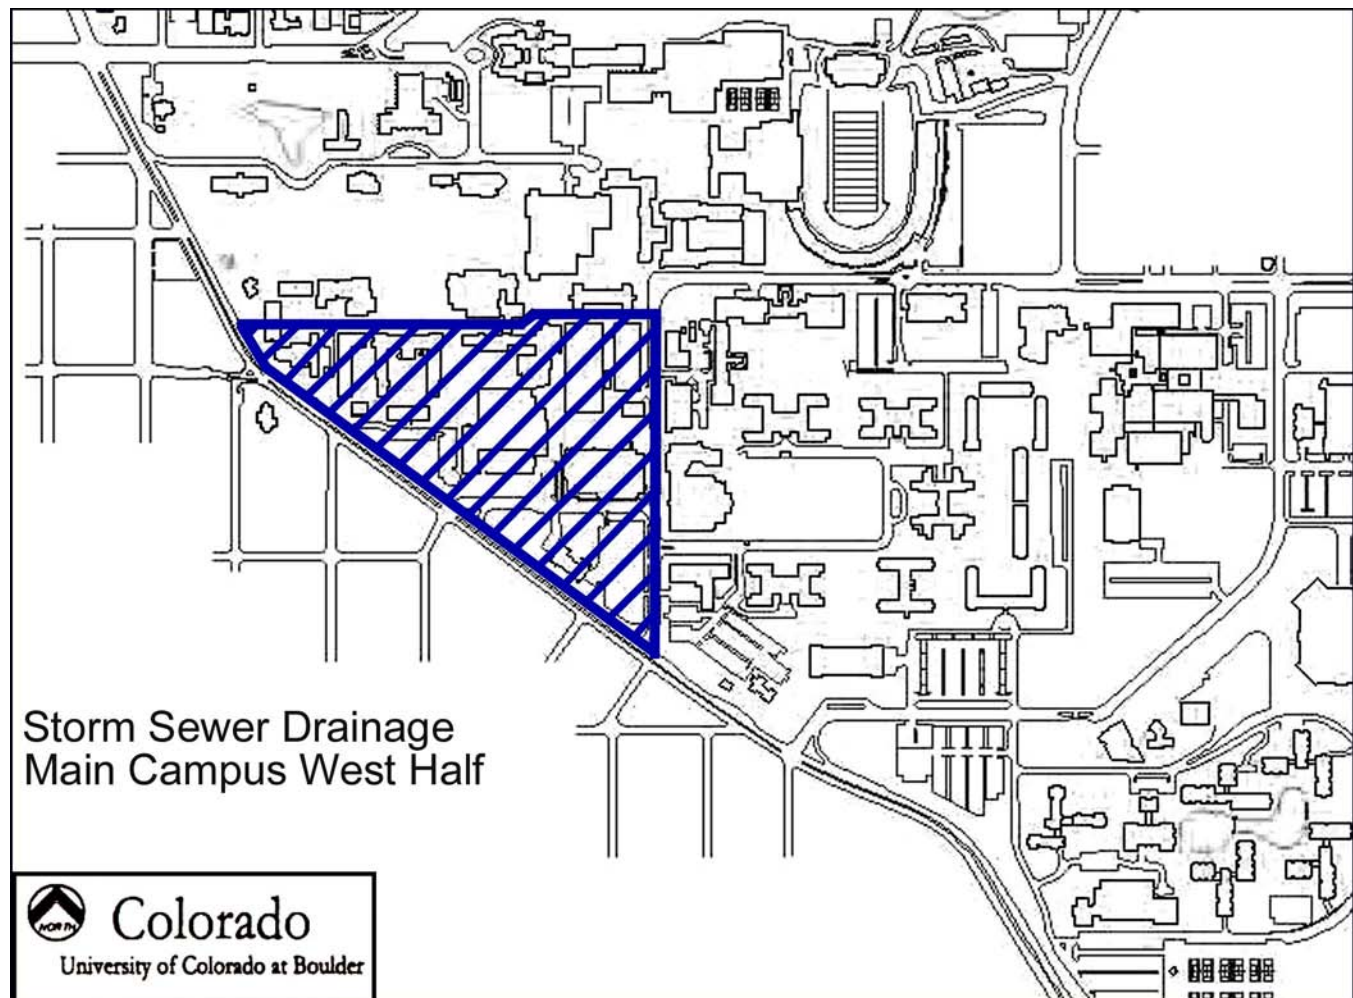 Storm Sewer Drainage
Main Campus West Half
NORTH
Colorado
University of Colorado at Boulder